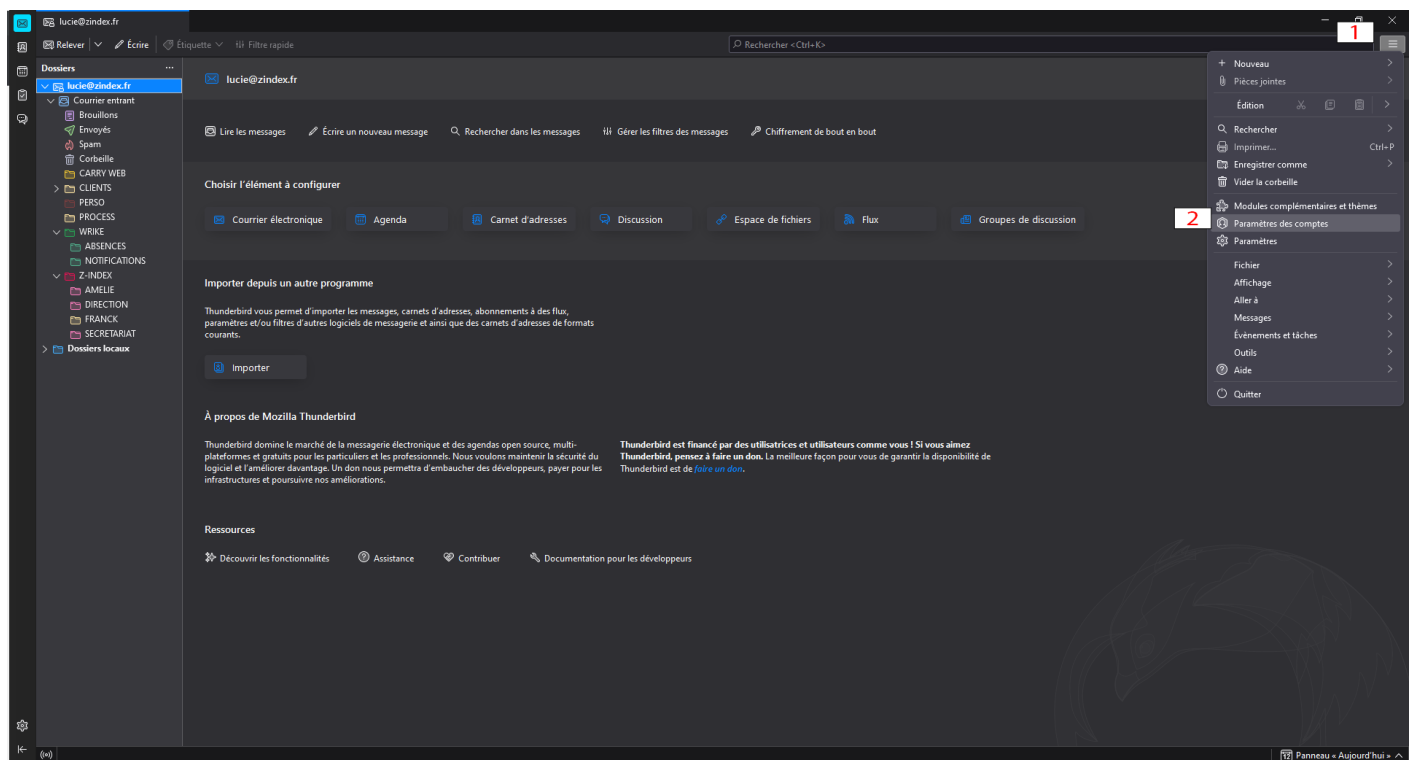 lucie@zindex.fr
1
Relever
Écrire
Étiquette
Filtre rapide
Rechercher <Ctrl+K>
Dossiers
lucie@zindex.fr
Courrier entrant
Brouillons
Envoyés
Spam
Corbeille
CARRY WEB
CLIENTS
PERSO
PROCESS
WRIKE
ABSENCES
NOTIFICATIONS
Z-INDEX
AMELIE
DIRECTION
FRANCK
SECRETARIAT
Dossiers locaux
lucie@zindex.fr
Lire les messages
Écrire un nouveau message
Rechercher dans les messages
Gérer les filtres des messages
Chiffrement de bout en bout
Choisir l'élément à configurer
Courrier électronique
Agenda
Carnet d'adresses
Discussion
Espace de fichiers
Flux
Groupes de discussion
Importer depuis un autre programme
Thunderbird vous permet d'importer les messages, carnets d'adresses, abonnements à des flux,
paramètres et/ou filtres d'autres logiciels de messagerie et ainsi que des carnets d'adresses de formats
courants.
Importer
À propos de Mozilla Thunderbird
Thunderbird domine le marché de la messagerie électronique et des agendas open source, multi-
plateformes et gratuits pour les particuliers et les professionnels. Nous voulons maintenir la sécurité du
logiciel et l'améliorer davantage. Un don nous permettra d'embaucher des développeurs, payer pour les
infrastructures et poursuivre nos améliorations.
Thunderbird est financé par des utilisatrices et utilisateurs comme vous ! Si vous aimez
Thunderbird, pensez à faire un don. La meilleure façon pour vous de garantir la disponibilité de
Thunderbird est de faire un don.
Ressources
Découvrir les fonctionnalités
Assistance
Contribuer
Documentation pour les développeurs
Nouveau
Pièces jointes
Édition
Rechercher
Imprimer... Ctrl+P
Enregistrer comme
Vider la corbeille
Modules complémentaires et thèmes
2
Paramètres des comptes
Paramètres
Fichier
Affichage
Aller à
Messages
Évènements et tâches
Outils
Aide
Quitter
12
Panneau « Aujourd'hui »